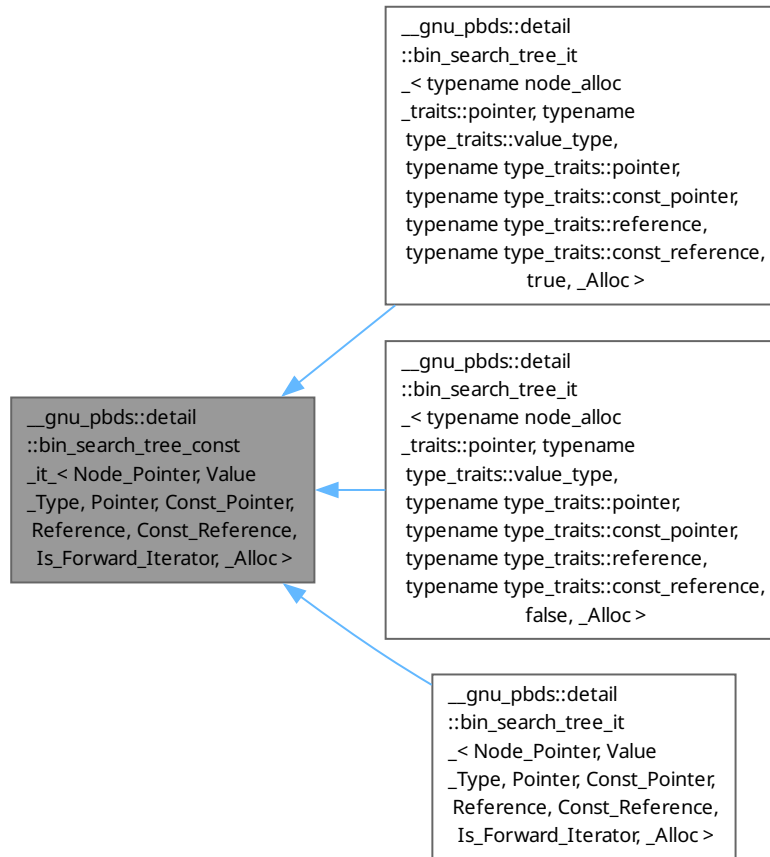 __gnu_pbds::detail
::bin_search_tree_it
_< typename node_alloc
_traits::pointer, typename
type_traits::value_type,
typename type_traits::pointer,
typename type_traits::const_pointer,
typename type_traits::reference,
typename type_traits::const_reference,
true, _Alloc >
__gnu_pbds::detail
::bin_search_tree_const
_it_< Node_Pointer, Value
_Type, Pointer, Const_Pointer,
Reference, Const_Reference,
Is_Forward_Iterator, _Alloc >
__gnu_pbds::detail
::bin_search_tree_it
_< typename node_alloc
_traits::pointer, typename
type_traits::value_type,
typename type_traits::pointer,
typename type_traits::const_pointer,
typename type_traits::reference,
typename type_traits::const_reference,
false, _Alloc >
__gnu_pbds::detail
::bin_search_tree_it
_< Node_Pointer, Value
_Type, Pointer, Const_Pointer,
Reference, Const_Reference,
Is_Forward_Iterator, _Alloc >